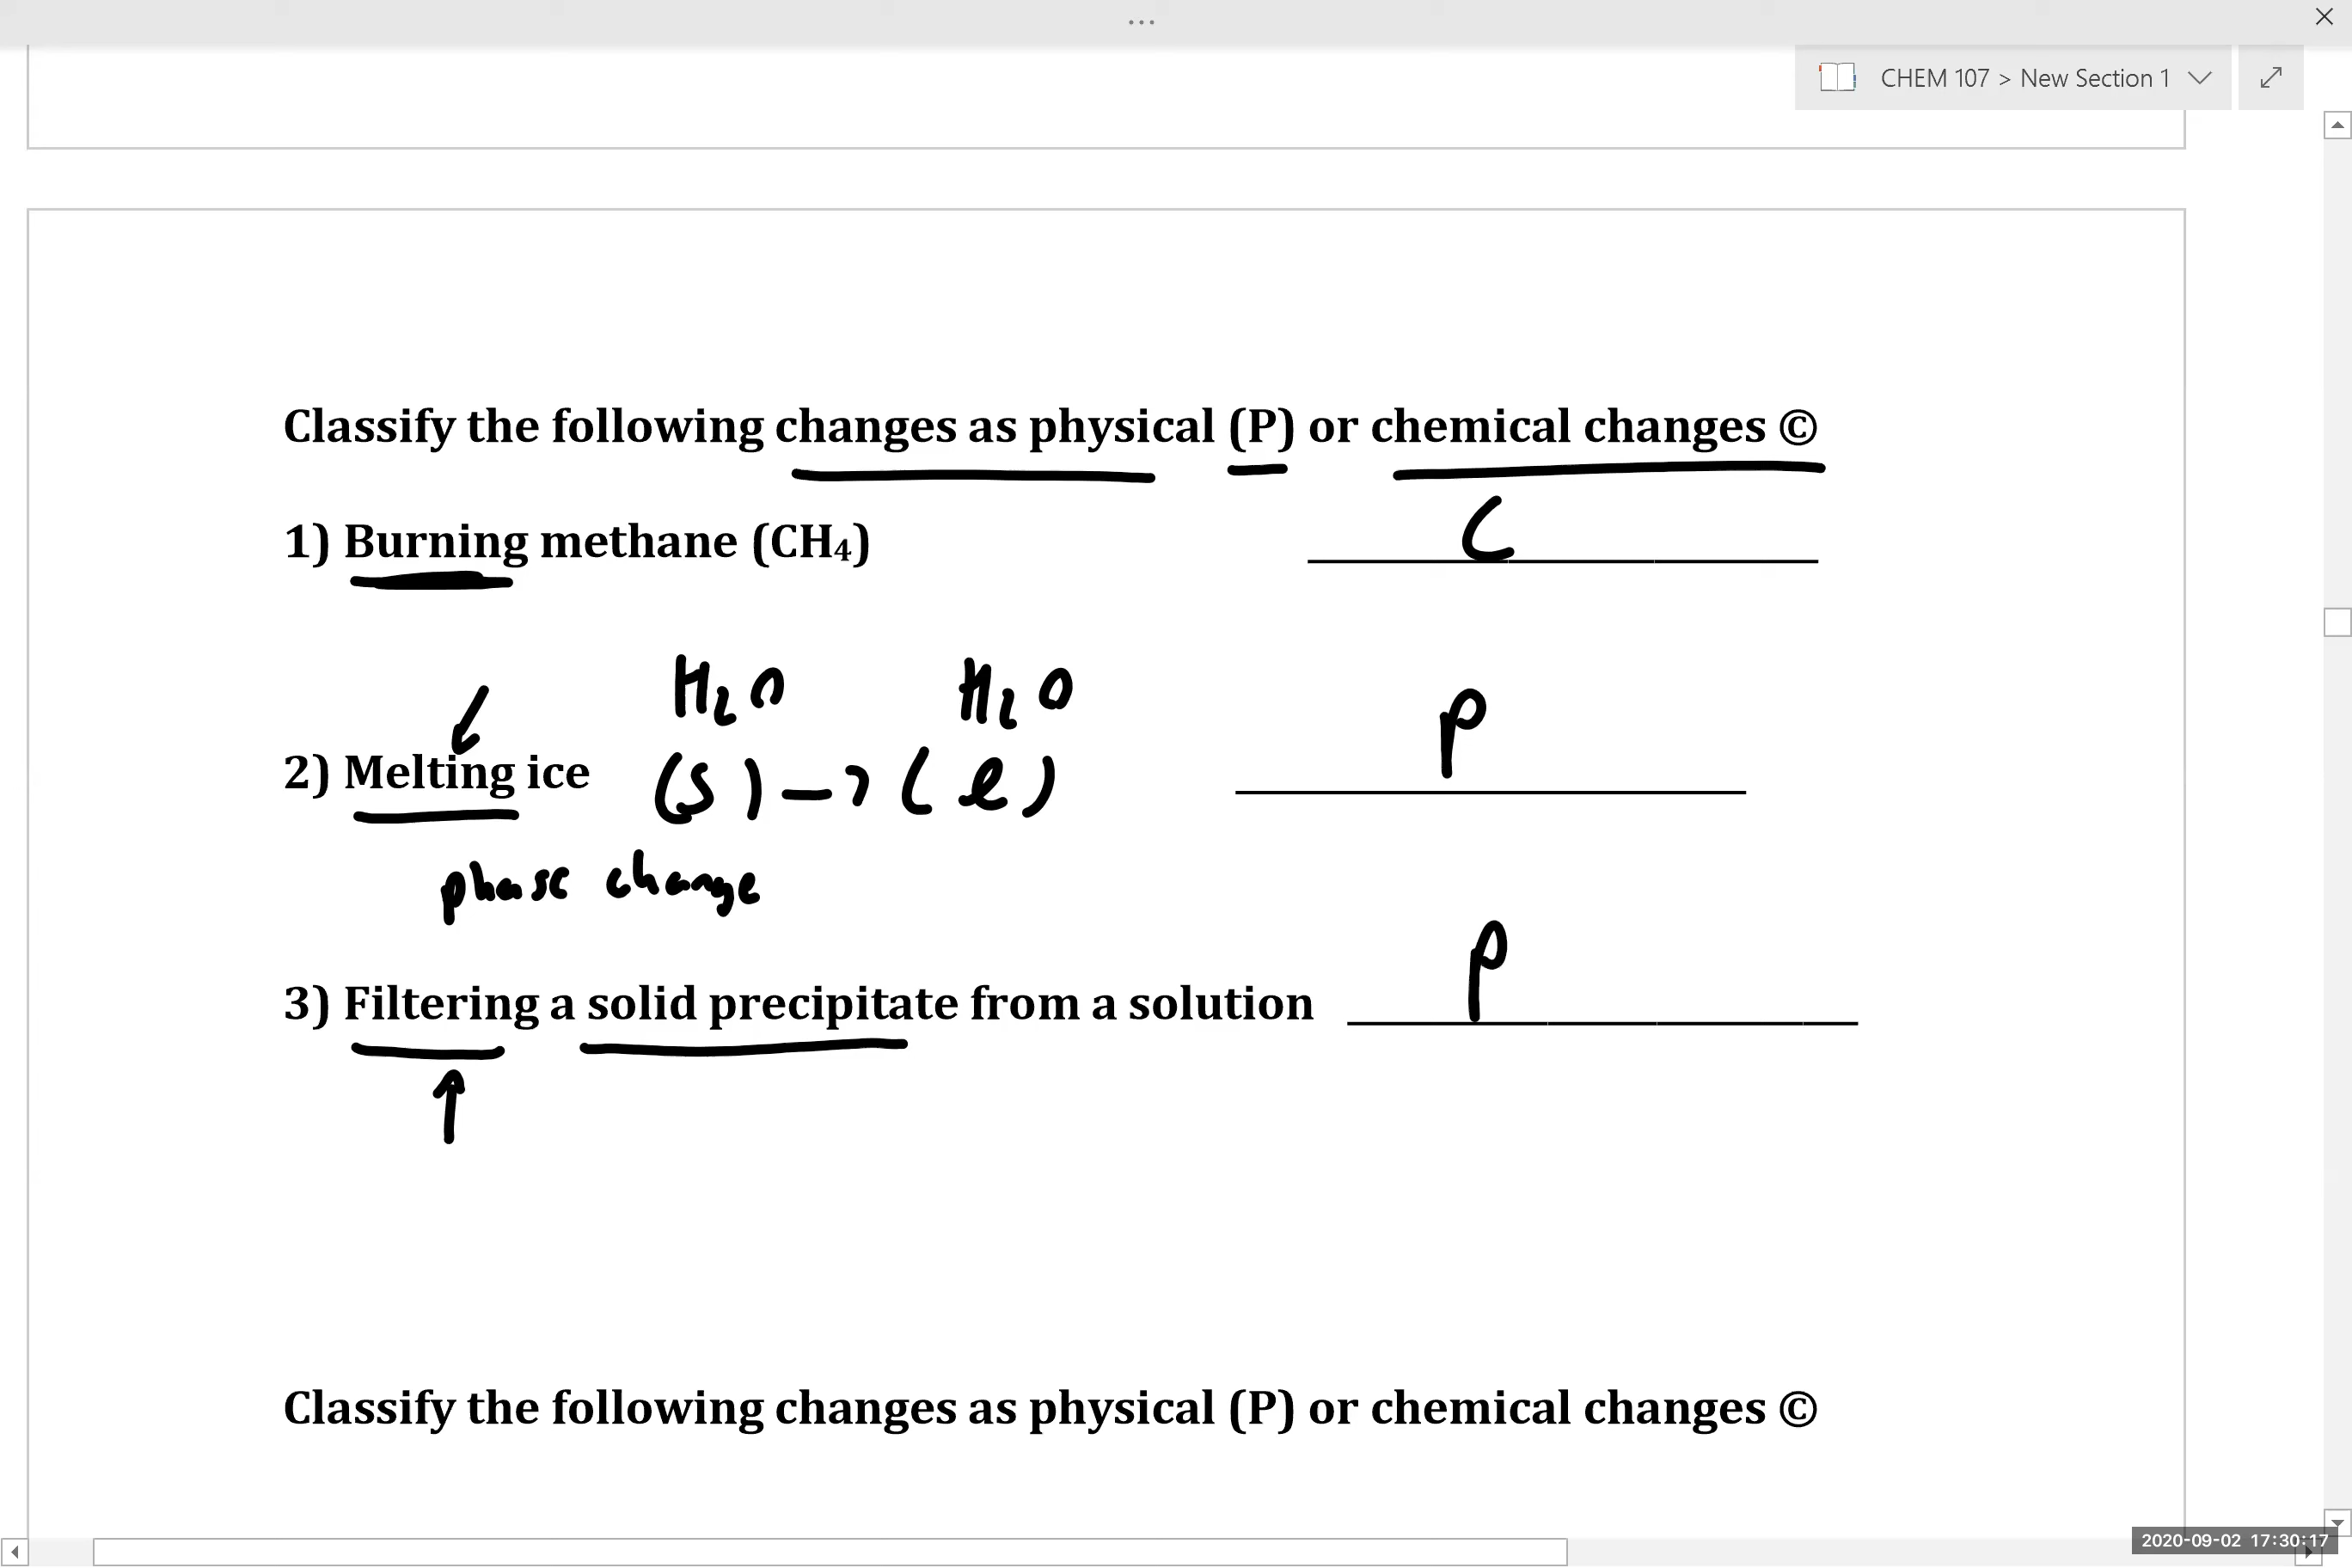 CHEM 107 > New Section 1
Classify the following changes as physical (P) or chemical changes ©
1) Burning methane (CH₄) C
H₂O H₂O
2) Melting ice (s) → (l) P
phase change
3) Filtering a solid precipitate from a solution P
Classify the following changes as physical (P) or chemical changes ©
2020-09-02 17:30:17